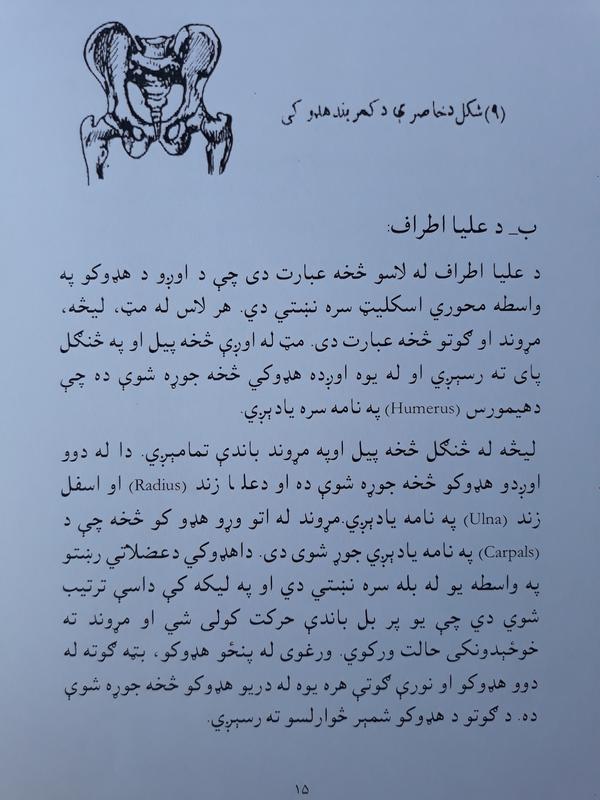 (۹) شکل دخاصرې د کمر بند هډو کی
ب_ د علیا اطراف:
د علیا اطراف له لاسو څخه عبارت دی چې د اوږو د هډوکو په
واسطه محوري اسکلیټ سره نښتي دي. هر لاس له مټ، لیڅه،
مړوند او ګوتو څخه عبارت دی. مټ له اوږې څخه پیل او په څنګل
پای ته رسېږي او له یوه اوږده هډوکي څخه جوړه شوې ده چې
دهیمورس (Humerus) په نامه سره یادېږي.
لیڅه له څنګل څخه پیل اوپه مړوند باندې تمامېږي. دا له دوو
اوږدو هډوکو څخه جوړه شوې ده او دعلیا زند (Radius) او اسفل
زند (Ulna) په نامه یادېږي.مړوند له اتو وړو هډو کو څخه چې د
(Carpals) په نامه یادېږي جوړ شوی دی. داهډوکي دعضلاتي رېښتو
په واسطه یو له بله سره نښتي دي او په لیکه کې داسې ترتیب
شوي دي چې یو پر بل باندې حرکت کولی شي او مړوند ته
خوځېدونکی حالت ورکوي. ورغوی له پنځو هډوکو، بټه ګوته له
دوو هډوکو او نورې ګوتې هره یوه له دریو هډوکو څخه جوړه شوې
ده. د ګوتو د هډوکو شمېر څوارلسو ته رسېږي.
۱۵